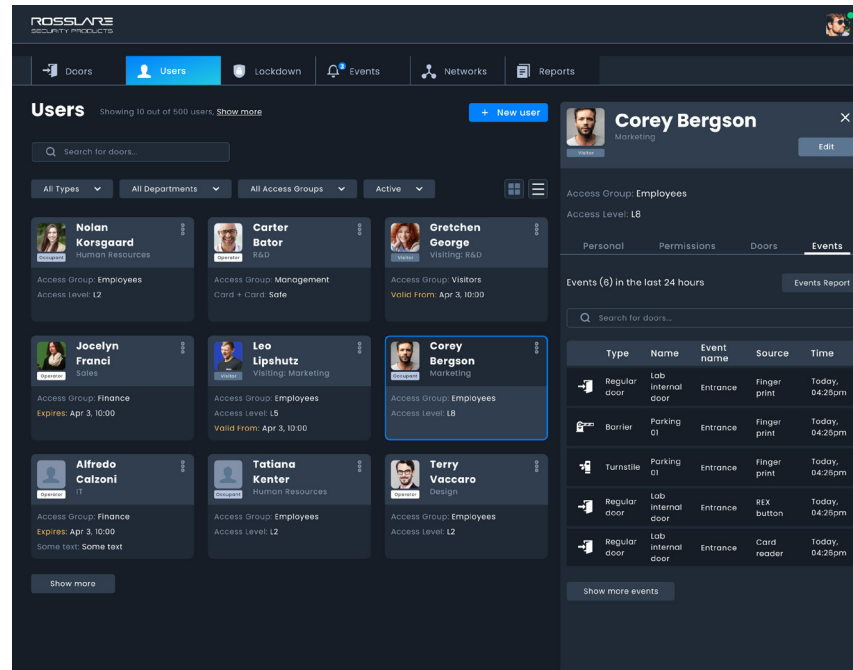 ROSSLARE
SECURITY PRODUCTS
Doors
Users
Lockdown
3
Events
Networks
Reports
Users
Showing 10 out of 500 users, Show more
+ New user
Search for doors...
All Types
All Departments
All Access Groups
Active
Nolan
Korsgaard
Human Resources
Occupant
Access Group: Employees
Access Level: L2
Carter
Bator
R&D
Operator
Access Group: Management
Card + Card: Safe
Gretchen
George
Visiting: R&D
Visitor
Access Group: Visitors
Valid From: Apr 3, 10:00
Jocelyn
Franci
Sales
Operator
Access Group: Finance
Expires: Apr 3, 10:00
Leo
Lipshutz
Visiting: Marketing
Visitor
Access Group: Employees
Access Level: L5
Valid From: Apr 3, 10:00
Corey
Bergson
Marketing
Occupant
Access Group: Employees
Access Level: L8
Alfredo
Calzoni
IT
Operator
Access Group: Finance
Expires: Apr 3, 10:00
Some text: Some text
Tatiana
Kenter
Human Resources
Occupant
Access Group: Employees
Access Level: L2
Terry
Vaccaro
Design
Operator
Access Group: Employees
Access Level: L2
Show more
Corey Bergson
Marketing
Visitor
Edit
Access Group: Employees
Access Level: L8
Personal
Permissions
Doors
Events
Events (6) in the last 24 hours
Events Report
Search for doors...
Type
Name
Event
name
Source
Time
Regular
door
Lab
internal
door
Entrance
Finger
print
Today,
04:26pm
Barrier
Parking
01
Entrance
Finger
print
Today,
04:26pm
Turnstile
Parking
01
Entrance
Finger
print
Today,
04:26pm
Regular
door
Lab
internal
door
Entrance
REX
button
Today,
04:26pm
Regular
door
Lab
internal
door
Entrance
Card
reader
Today,
04:26pm
Show more events